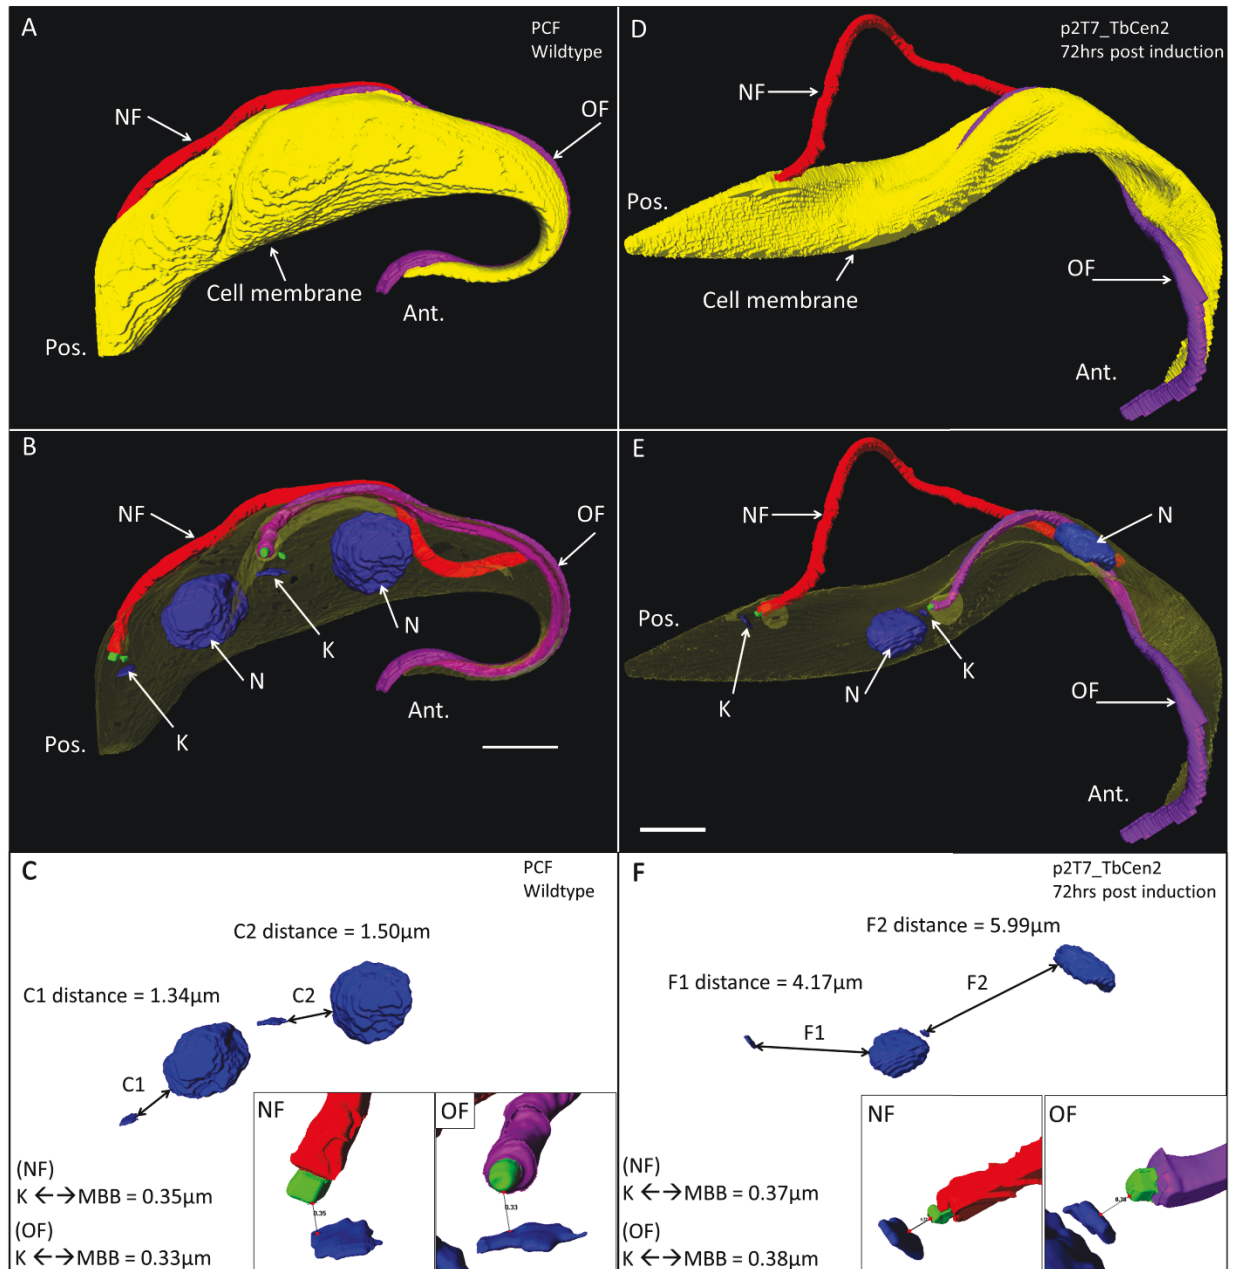 A
PCF
Wildtype
NF
OF
Cell membrane
Ant.
Pos.
D
p2T7_TbCen2
72hrs post induction
NF
Pos.
OF
Cell membrane
Ant.
B
NF
OF
N
K
N
Ant.
K
Pos.
E
N
NF
Pos.
K
K
N
OF
Ant.
C
PCF
Wildtype
C2 distance = 1.50µm
C1 distance = 1.34µm
C2
C1
NF
OF
(NF)
K ←→MBB = 0.35µm
(OF)
K ←→MBB = 0.33µm
0.35
0.33
F
p2T7_TbCen2
72hrs post induction
F2 distance = 5.99µm
F1 distance = 4.17µm
F2
F1
NF
OF
(NF)
K ←→MBB = 0.37µm
(OF)
K ←→MBB = 0.38µm
0.38